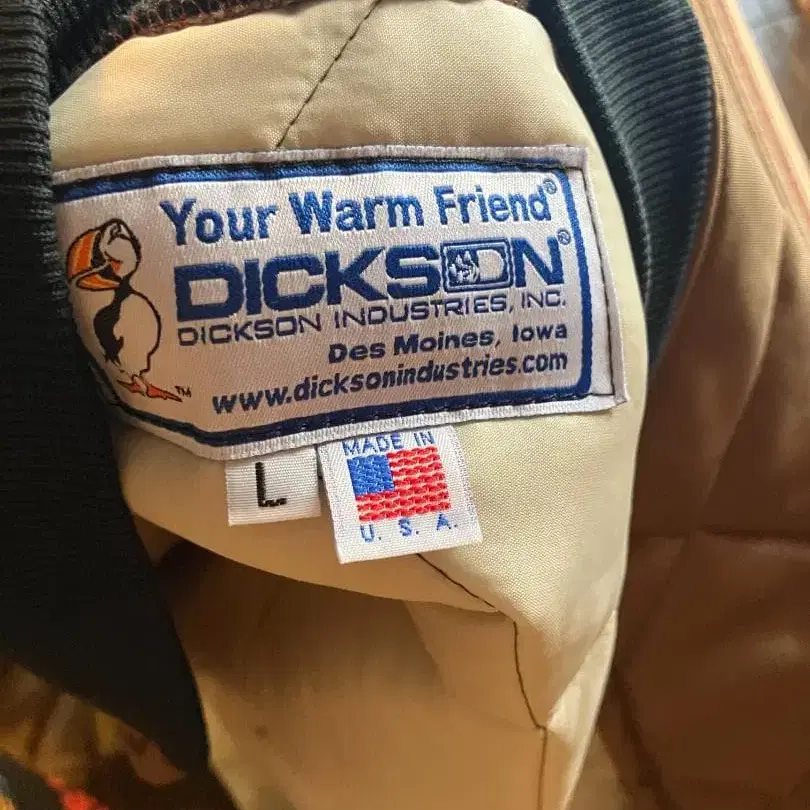 Your Warm Friend®
DICKSON®
DICKSON INDUSTRIES, INC.
Des Moines, Iowa
www.dicksonindustries.com
TM
L
MADE IN
U. S. A.